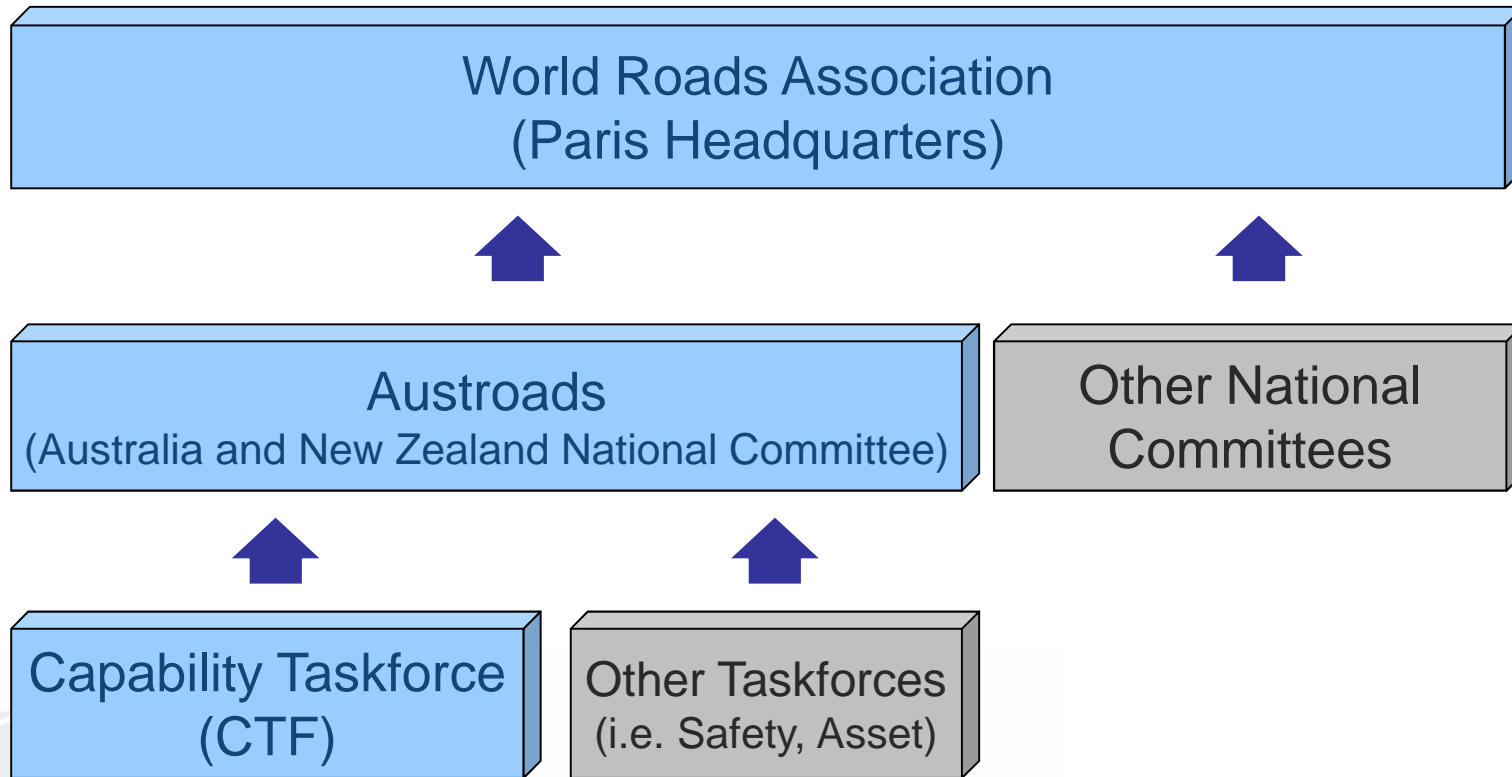 World Roads Association
(Paris Headquarters)
Austroads
(Australia and New Zealand National Committee)
Other National
Committees
Capability Taskforce
(CTF)
Other Taskforces
(i.e. Safety, Asset)